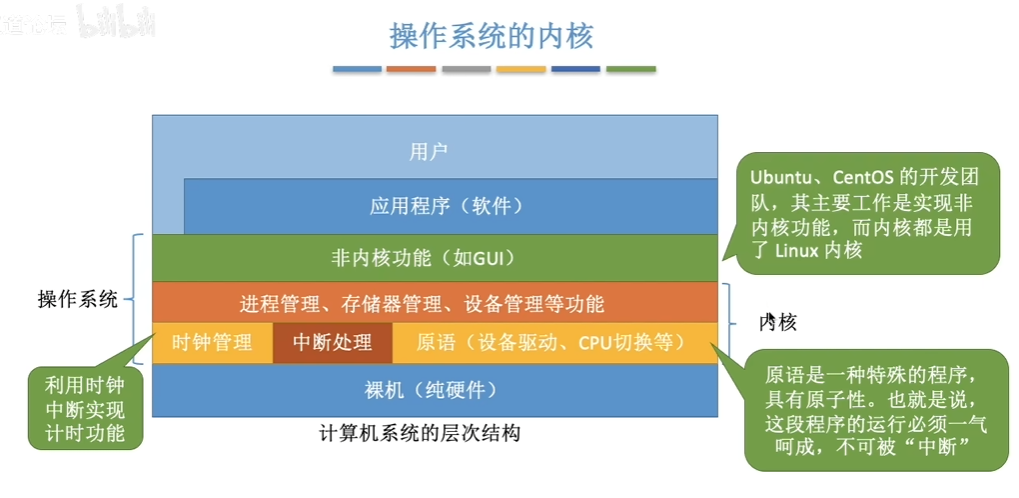 bilibili
操作系统的内核
用户
应用程序（软件）
非内核功能（如GUI）
进程管理、存储器管理、设备管理等功能
时钟管理
中断处理
原语（设备驱动、CPU切换等）
裸机（纯硬件）
计算机系统的层次结构
操作系统
内核
Ubuntu、CentOS 的开发团
队，其主要工作是实现非
内核功能，而内核都是用
了 Linux 内核
利用时钟
中断实现
计时功能
原语是一种特殊的程序，
具有原子性。也就是说，
这段程序的运行必须一气
呵成，不可被“中断”